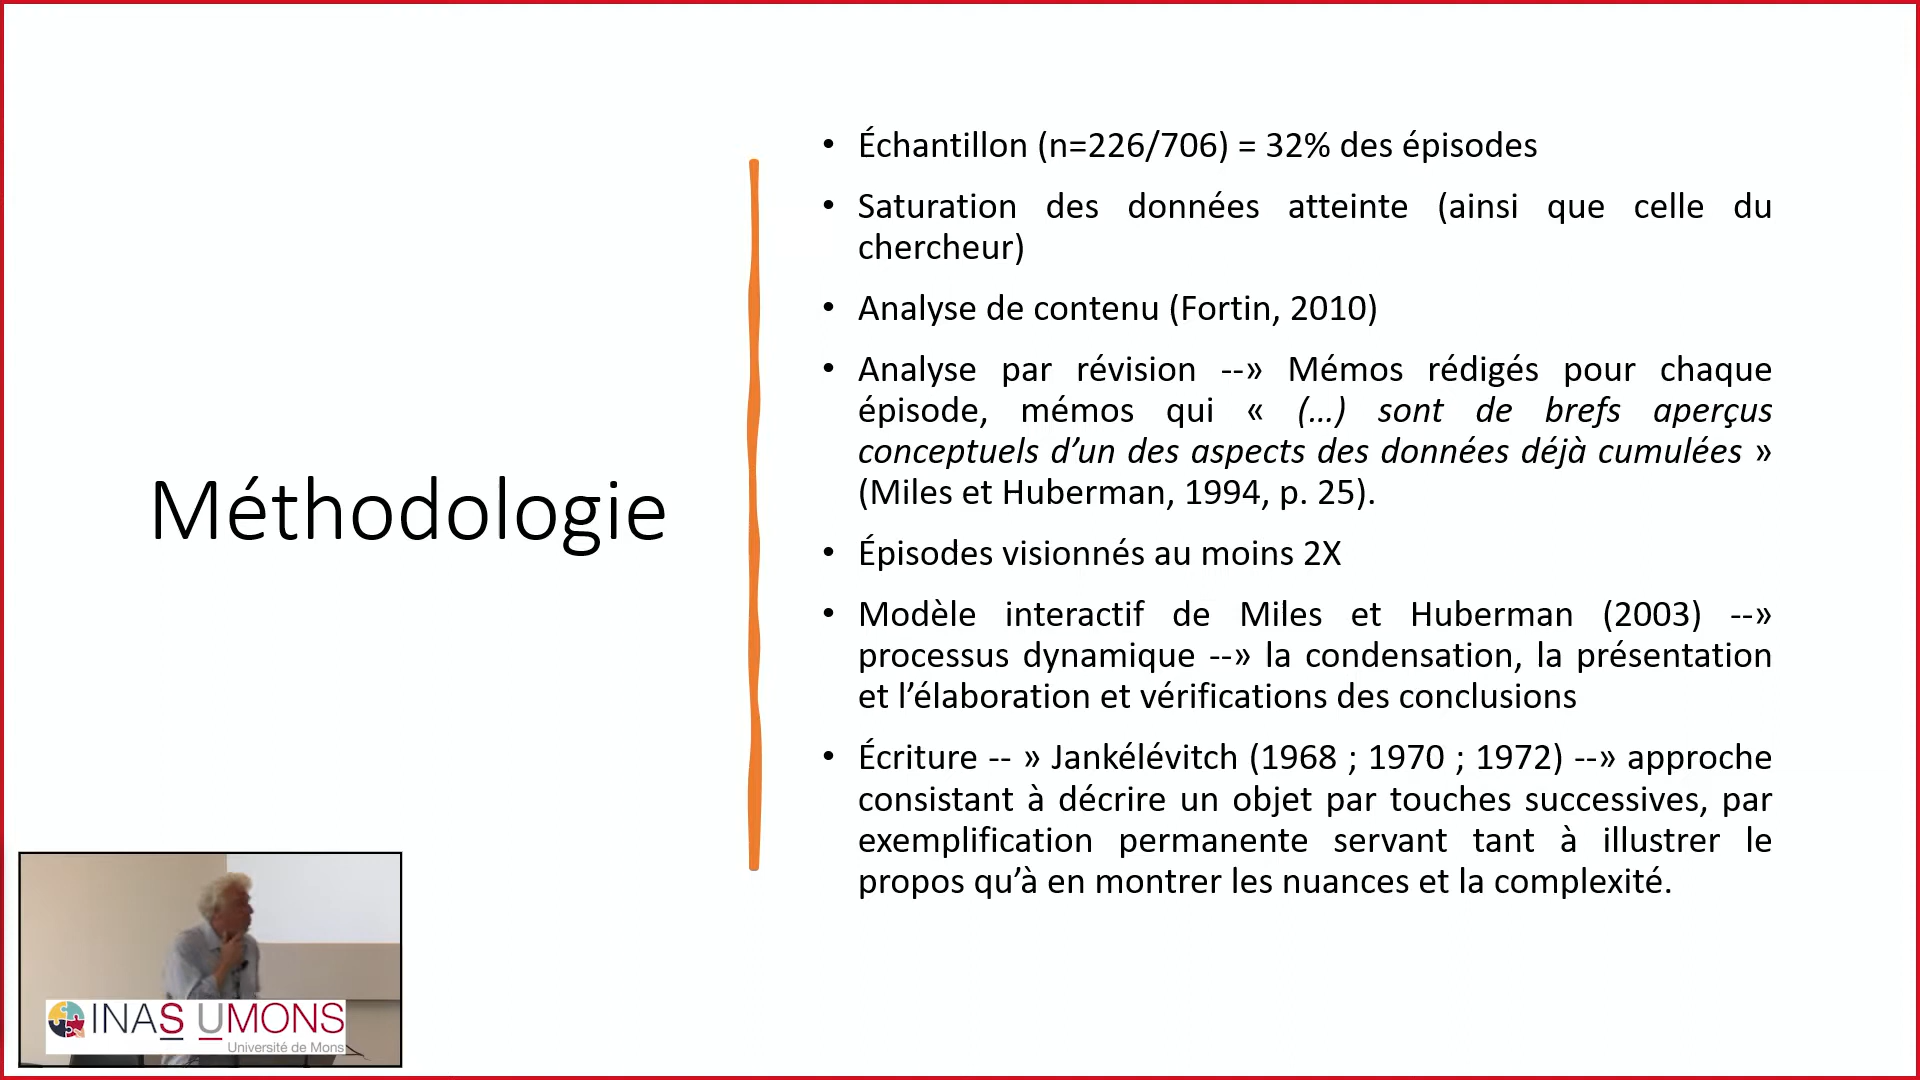 Méthodologie
• Échantillon (n=226/706) = 32% des épisodes
• Saturation des données atteinte (ainsi que celle du
chercheur)
• Analyse de contenu (Fortin, 2010)
• Analyse par révision --» Mémos rédigés pour chaque
épisode, mémos qui « (…) sont de brefs aperçus
conceptuels d’un des aspects des données déjà cumulées »
(Miles et Huberman, 1994, p. 25).
• Épisodes visionnés au moins 2X
• Modèle interactif de Miles et Huberman (2003) --»
processus dynamique --» la condensation, la présentation
et l’élaboration et vérifications des conclusions
• Écriture -- » Jankélévitch (1968 ; 1970 ; 1972) --» approche
consistant à décrire un objet par touches successives, par
exemplification permanente servant tant à illustrer le
propos qu’à en montrer les nuances et la complexité.
INAS UMONS
Université de Mons